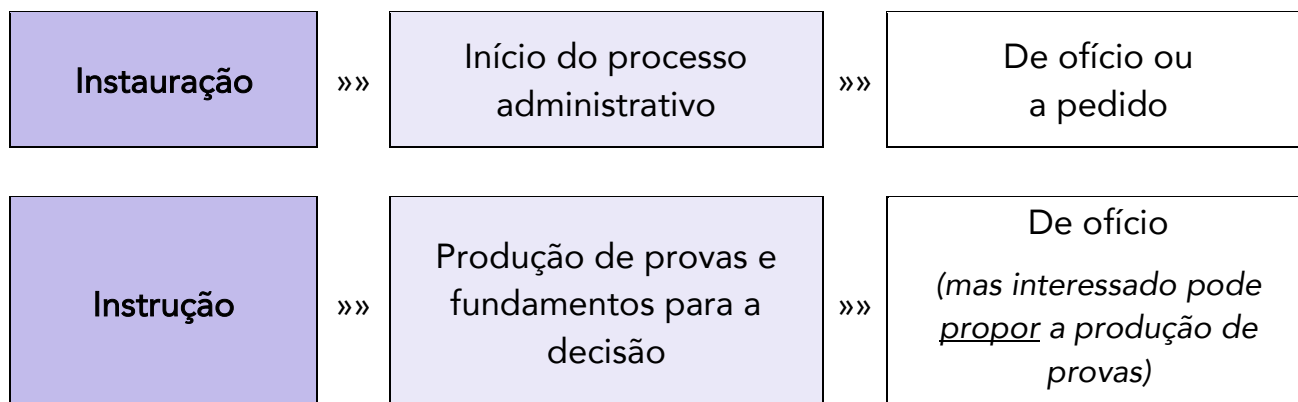 Instauração
»»
Início do processo
administrativo
»»
De ofício ou
a pedido
Instrução
»»
Produção de provas e
fundamentos para a
decisão
»»
De ofício
(mas interessado pode
propor a produção de
provas)